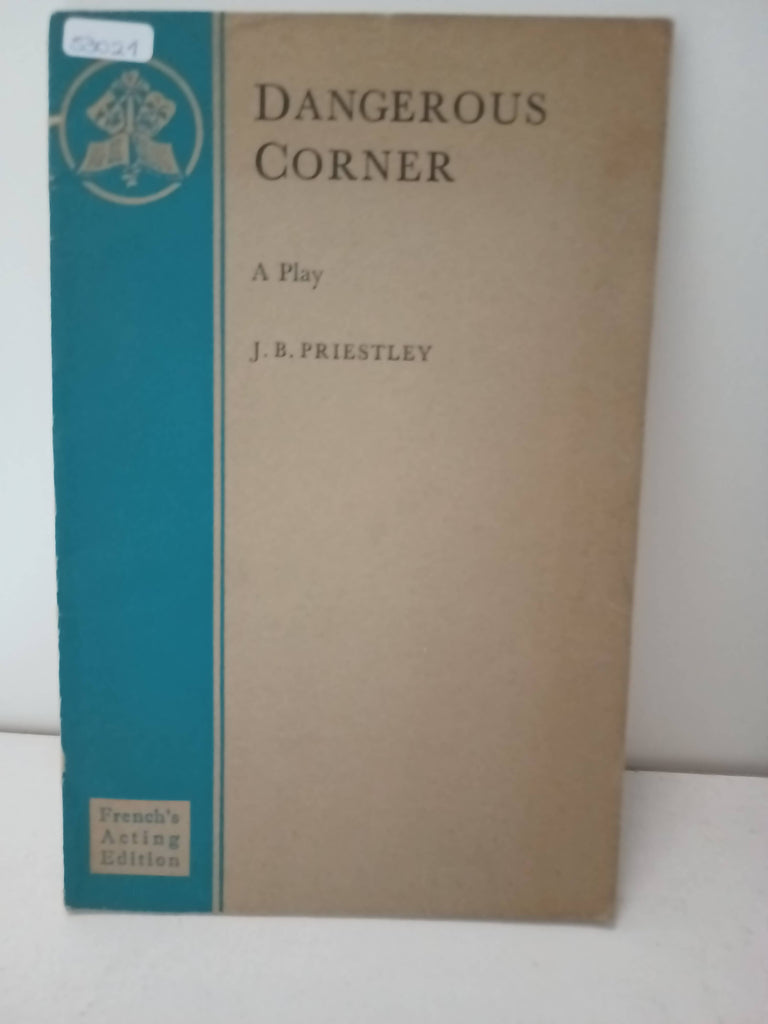 53021
DANGEROUS
CORNER
A Play
J. B. PRIESTLEY
French's
Acting
Edition